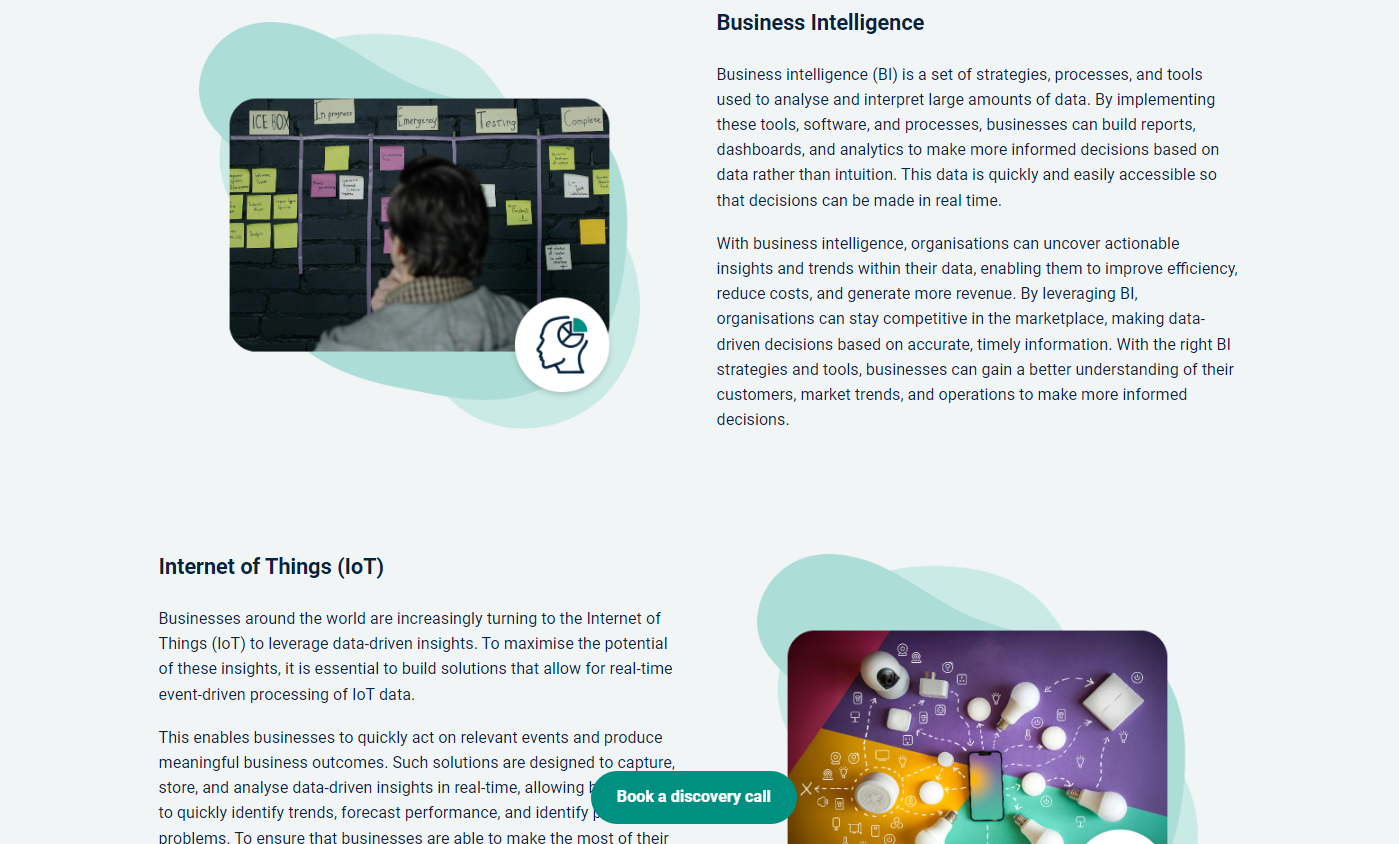 Business Intelligence
Business intelligence (BI) is a set of strategies, processes, and tools
used to analyse and interpret large amounts of data. By implementing
these tools, software, and processes, businesses can build reports,
dashboards, and analytics to make more informed decisions based on
data rather than intuition. This data is quickly and easily accessible so
that decisions can be made in real time.
With business intelligence, organisations can uncover actionable
insights and trends within their data, enabling them to improve efficiency,
reduce costs, and generate more revenue. By leveraging BI,
organisations can stay competitive in the marketplace, making data-
driven decisions based on accurate, timely information. With the right BI
strategies and tools, businesses can gain a better understanding of their
customers, market trends, and operations to make more informed
decisions.
ICE BOX
In progress
Emergency
Testing
Complete
Internet of Things (IoT)
Businesses around the world are increasingly turning to the Internet of
Things (IoT) to leverage data-driven insights. To maximise the potential
of these insights, it is essential to build solutions that allow for real-time
event-driven processing of IoT data.
This enables businesses to quickly act on relevant events and produce
meaningful business outcomes. Such solutions are designed to capture,
store, and analyse data-driven insights in real-time, allowing
to quickly identify trends, forecast performance, and identify
problems. To ensure that businesses are able to make the most of their
Book a discovery call